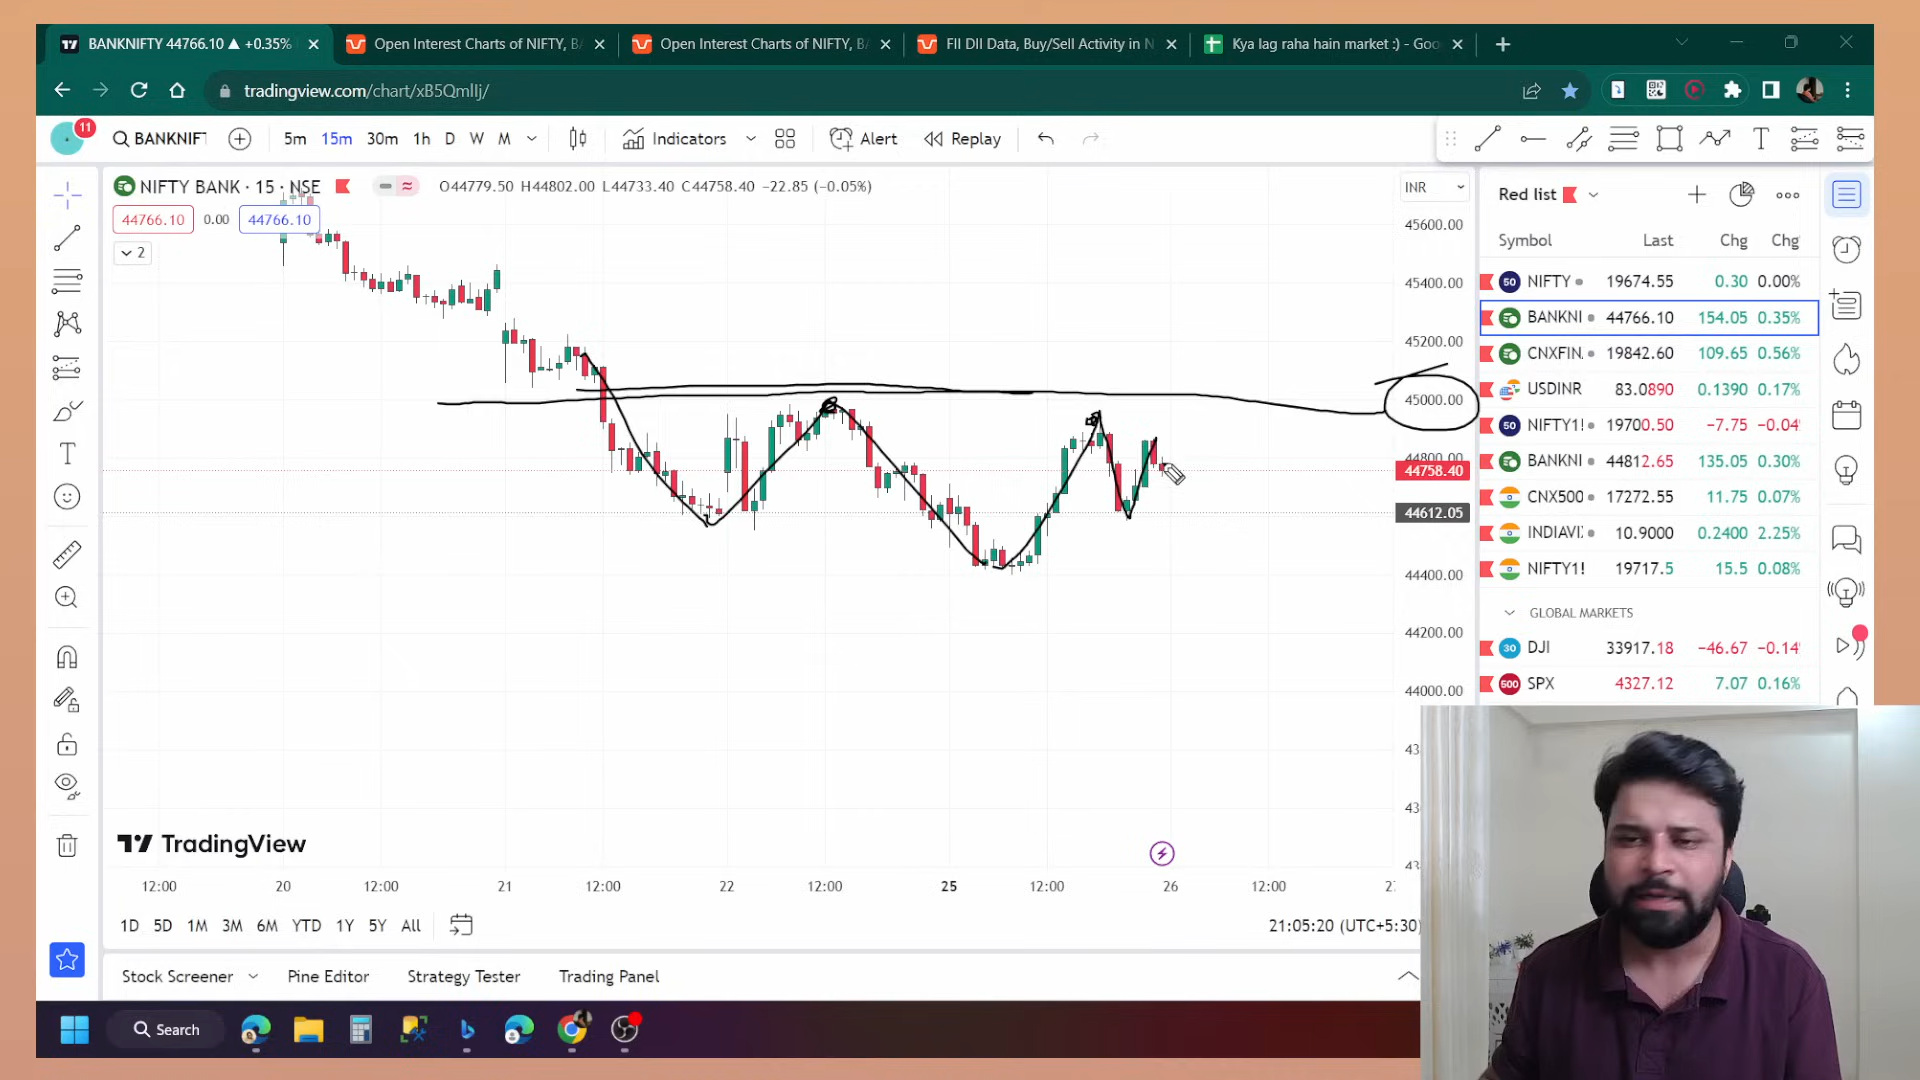 BANKNIFTY 44766.10 ▲ +0.35%
Open Interest Charts of NIFTY, B
Open Interest Charts of NIFTY, B
FII DII Data, Buy/Sell Activity in N
Kya lag raha hain market :) - Goo
tradingview.com/chart/xB5QmlIj/
11
BANKNIFT
5m 15m 30m 1h D W M
Indicators
Alert
Replay
NIFTY BANK · 15 · NSE
O44779.50 H44802.00 L44733.40 C44758.40 −22.85 (−0.05%)
44766.10 0.00 44766.10
2
INR
45600.00
45400.00
45200.00
45000.00
44800.00
44758.40
44612.05
44400.00
44200.00
44000.00
TradingView
12:00 20 12:00 21 12:00 22 12:00 25 12:00 26 12:00
1D 5D 1M 3M 6M YTD 1Y 5Y All
21:05:20 (UTC+5:30)
Stock Screener Pine Editor Strategy Tester Trading Panel
Red list
Symbol Last Chg Chg
50 NIFTY 19674.55 0.30 0.00%
BANKNI 44766.10 154.05 0.35%
CNXFIN. 19842.60 109.65 0.56%
USDINR 83.0890 0.1390 0.17%
50 NIFTY1! 19700.50 −7.75 −0.04
BANKNI 44812.65 135.05 0.30%
CNX500 17272.55 11.75 0.07%
INDIAVI 10.9000 0.2400 2.25%
NIFTY1! 19717.5 15.5 0.08%
GLOBAL MARKETS
30 DJI 33917.18 −46.67 −0.14
500 SPX 4327.12 7.07 0.16%
Search